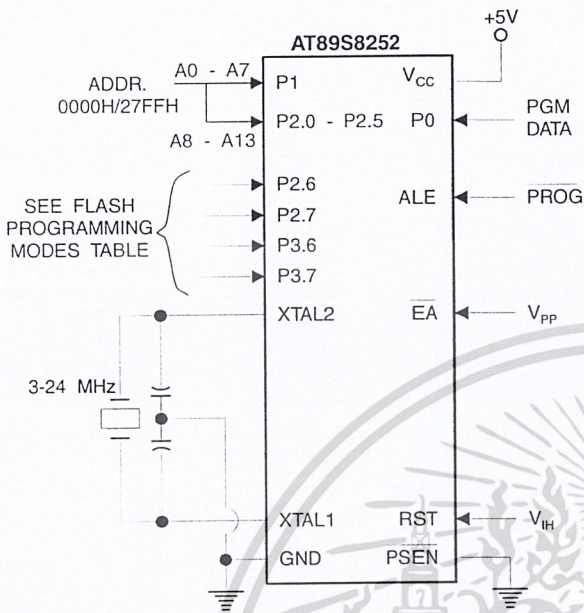 +5V
AT89S8252
ADDR.
0000H/27FFH
A0 - A7
P1
VCC
A8 - A13
P2.0 - P2.5
P0
PGM
DATA
SEE FLASH
PROGRAMMING
MODES TABLE
P2.6
P2.7
P3.6
P3.7
ALE
PROG
XTAL2
EA
VPP
3-24 MHz
XTAL1
RST
VIH
GND
PSEN